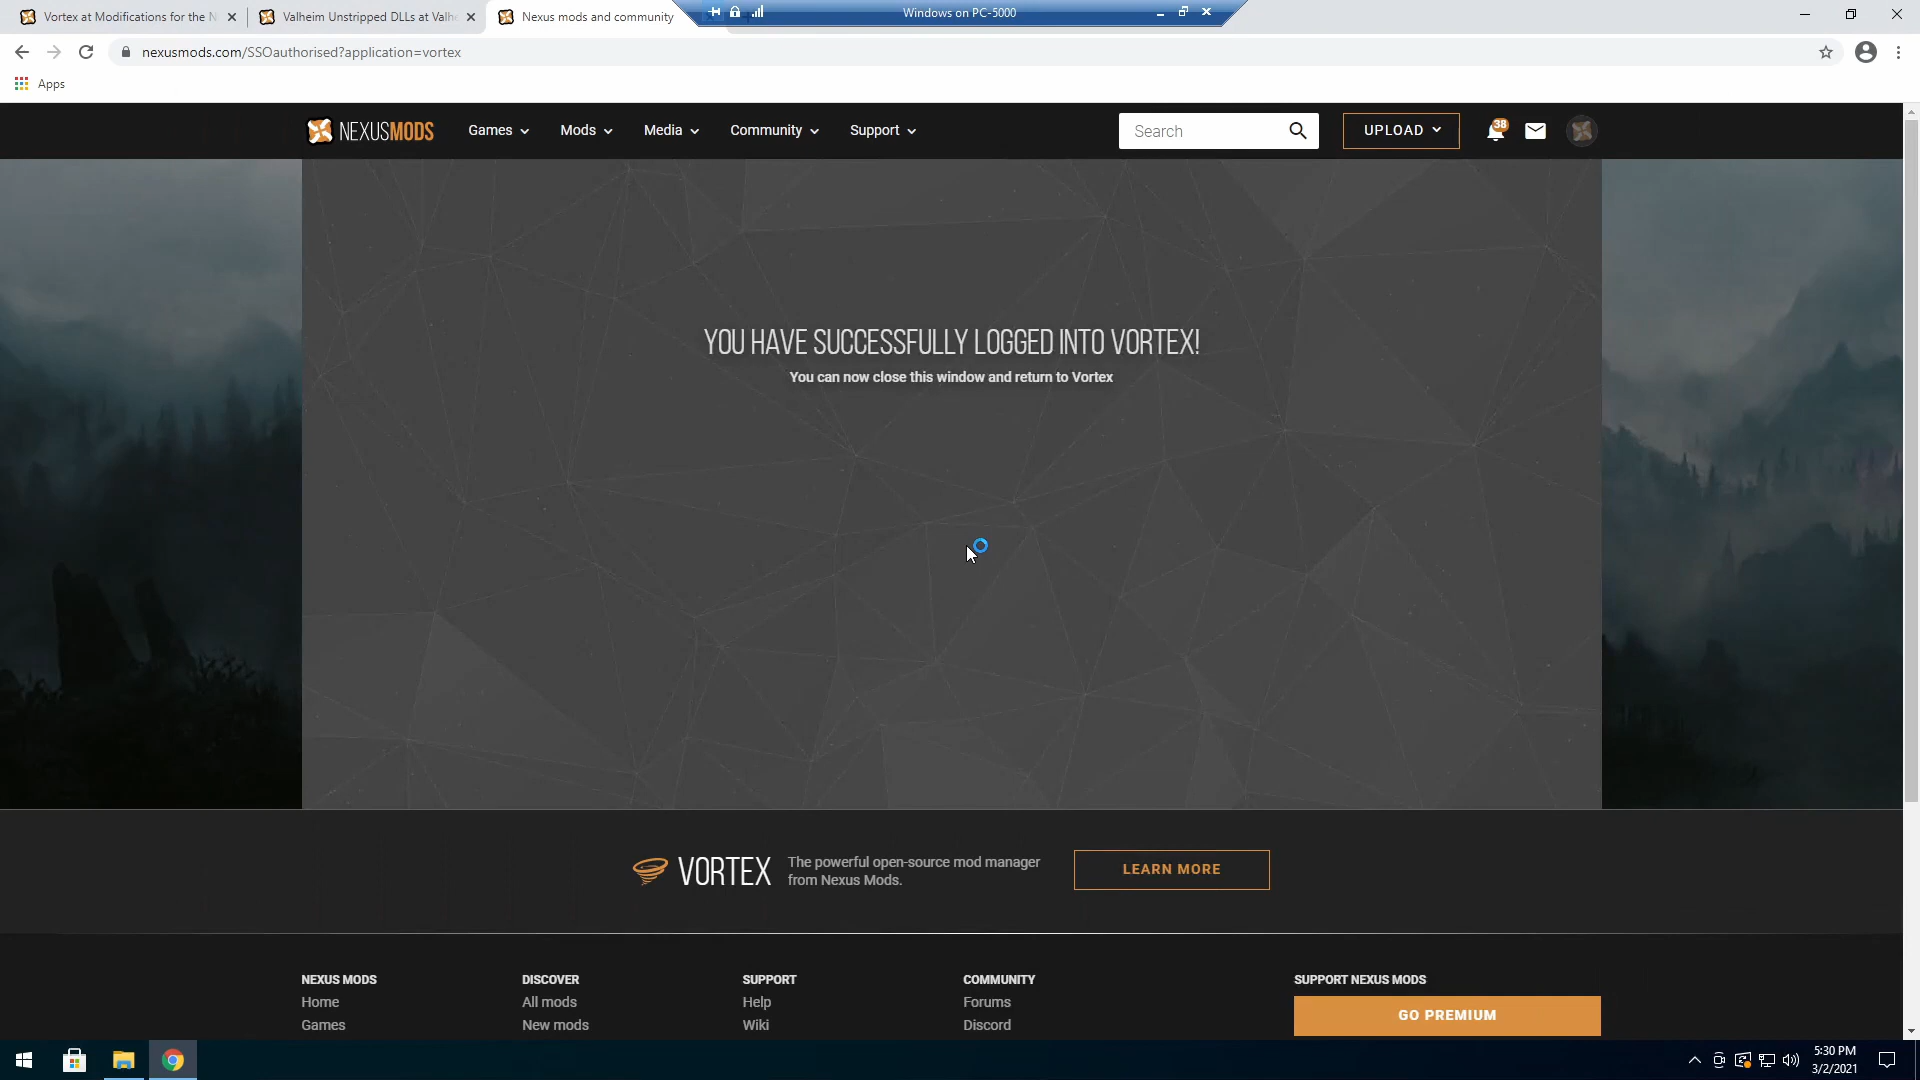 Vortex at Modifications for the N
Valheim Unstripped DLLs at Valhe
Nexus mods and community
Windows on PC-5000
nexusmods.com/SSOauthorised?application=vortex
Apps
NEXUSMODS
Games
Mods
Media
Community
Support
Search
UPLOAD
38
YOU HAVE SUCCESSFULLY LOGGED INTO VORTEX!
You can now close this window and return to Vortex
VORTEX
The powerful open-source mod manager
from Nexus Mods.
LEARN MORE
NEXUS MODS
Home
Games
DISCOVER
All mods
New mods
SUPPORT
Help
Wiki
COMMUNITY
Forums
Discord
SUPPORT NEXUS MODS
GO PREMIUM
5:30 PM
3/2/2021